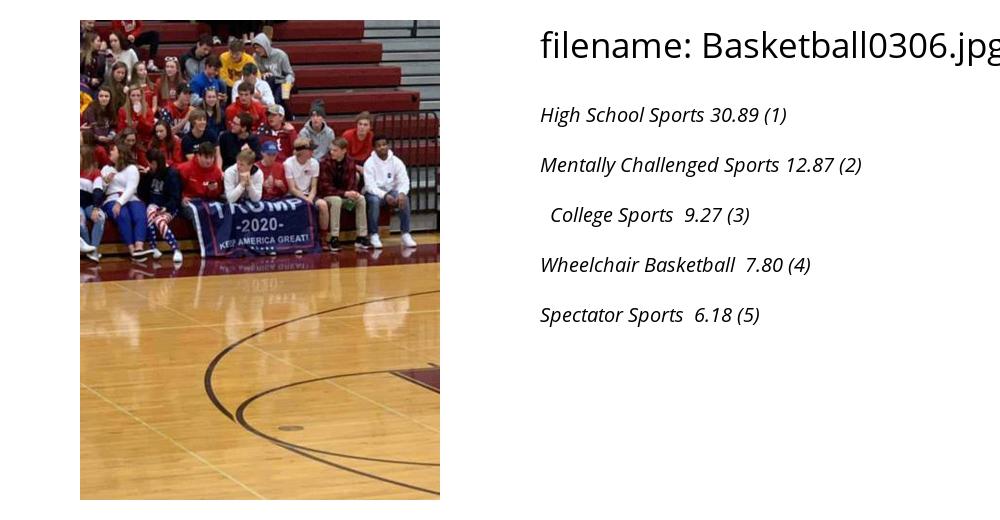 filename: Basketball0306.jpg
High School Sports 30.89 (1)
Mentally Challenged Sports 12.87 (2)
College Sports 9.27 (3)
Wheelchair Basketball 7.80 (4)
Spectator Sports 6.18 (5)
TRUMP
-2020-
KEEP AMERICA GREAT!